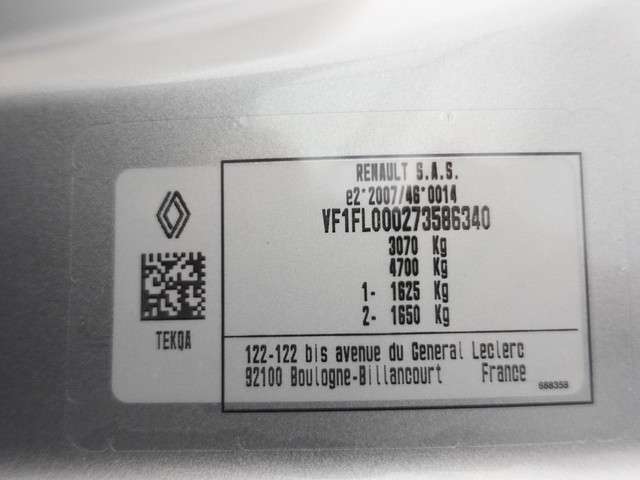 RENAULT S.A.S.
e2*2007/46*0014
VF1FL000273586340
3070 Kg
4700 Kg
1- 1625 Kg
2- 1650 Kg
TEKQA
122-122 bis avenue du General Leclerc
92100 Boulogne-Billancourt France
688358